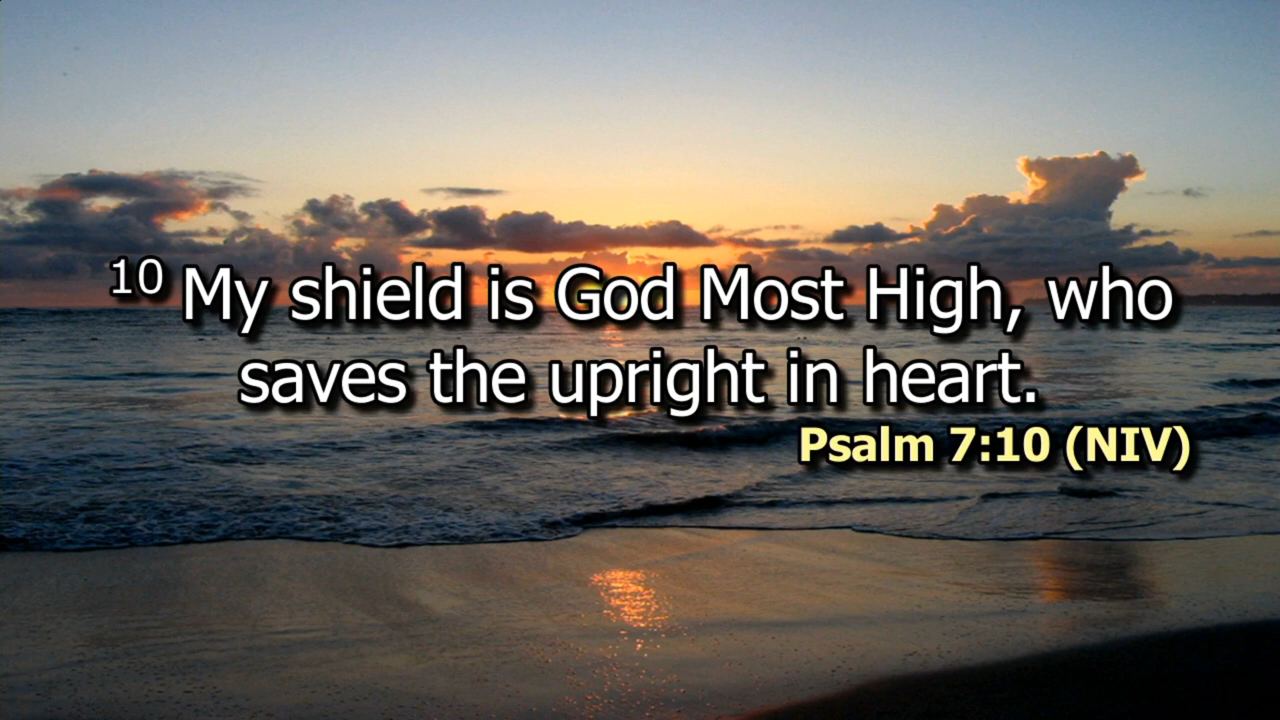 10 My shield is God Most High, who
saves the upright in heart.
Psalm 7:10 (NIV)